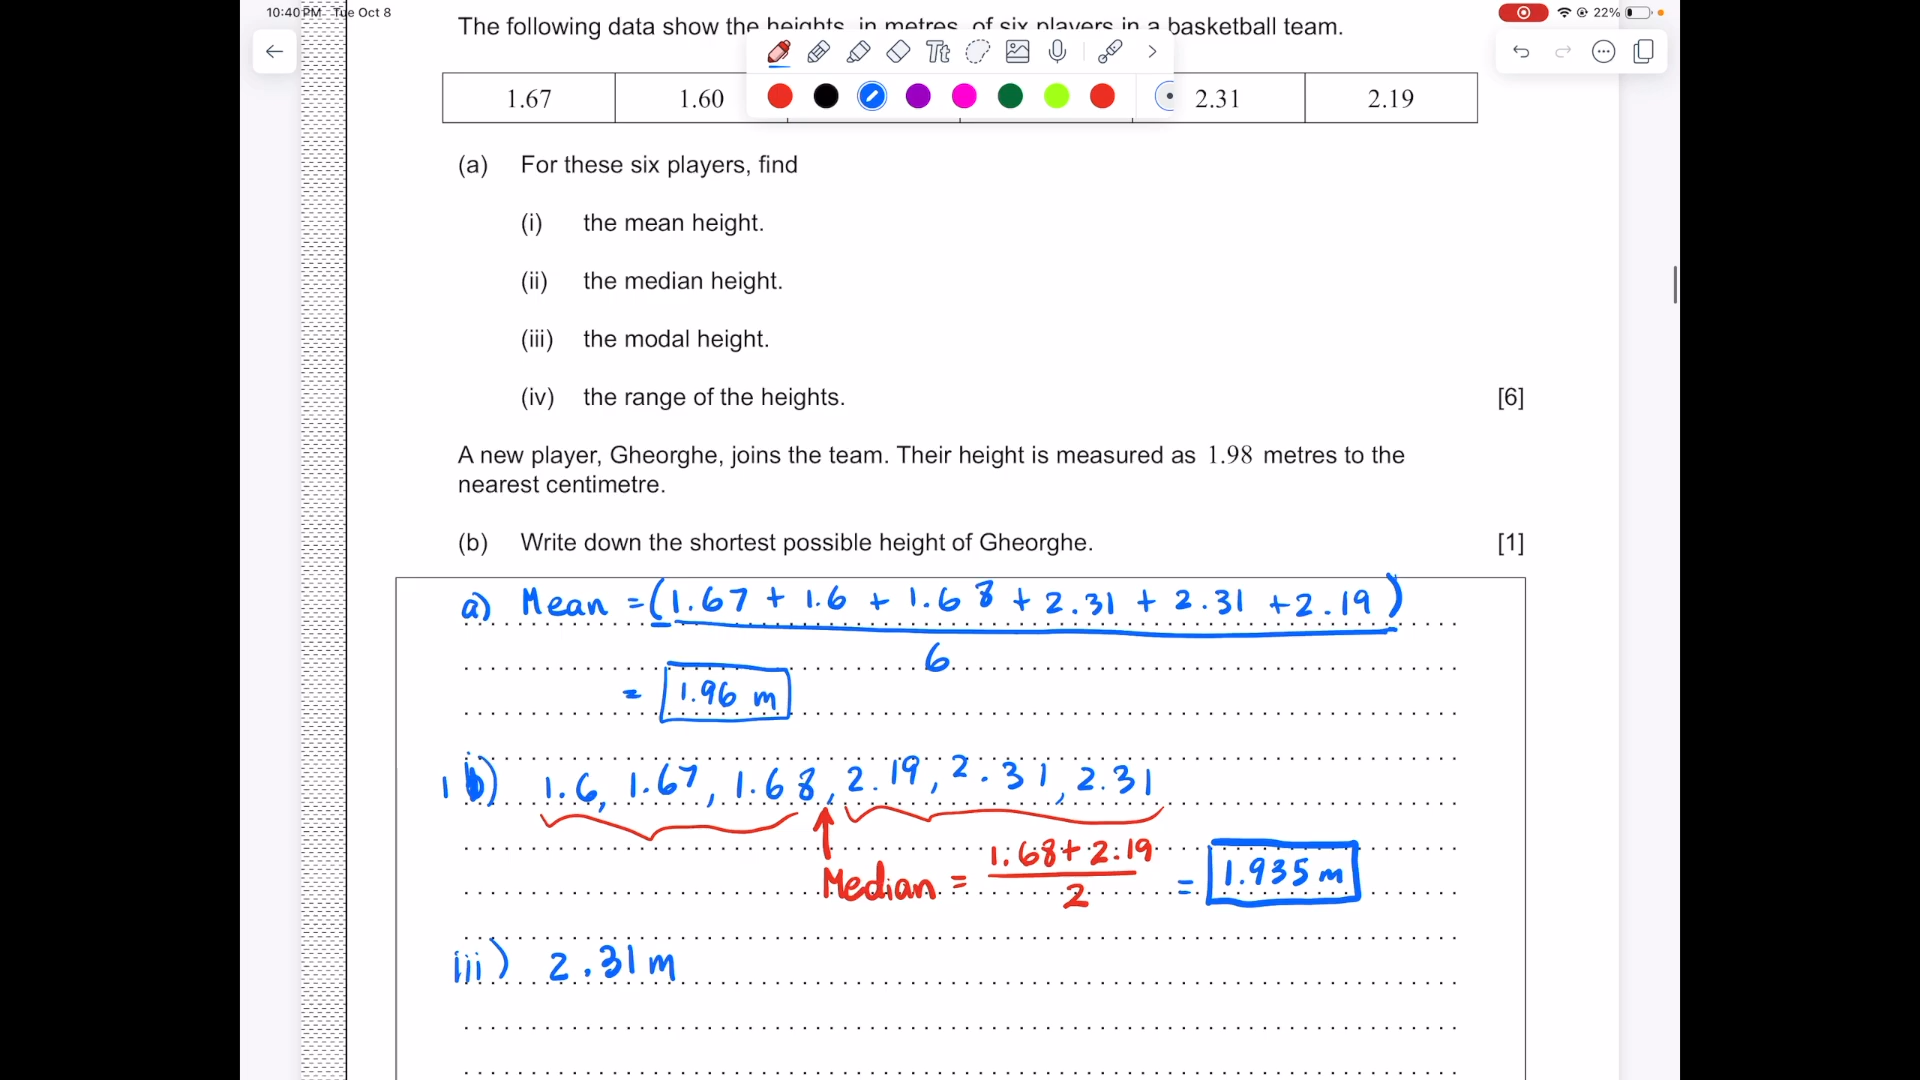 10:40 PM Tue Oct 8
22%
The following data show the heights, in metres, of six players in a basketball team.
Tt
1.67 1.60 2.31 2.19
(a) For these six players, find
(i) the mean height.
(ii) the median height.
(iii) the modal height.
(iv) the range of the heights. [6]
A new player, Gheorghe, joins the team. Their height is measured as 1.98 metres to the
nearest centimetre.
(b) Write down the shortest possible height of Gheorghe. [1]
a) Mean = (1.67 + 1.6 + 1.68 + 2.31 + 2.31 + 2.19)
6
= 1.96 m
ii) 1.6, 1.67, 1.68, 2.19, 2.31, 2.31
1.68 + 2.19
Median = = 1.935 m
2
iii) 2.31 m